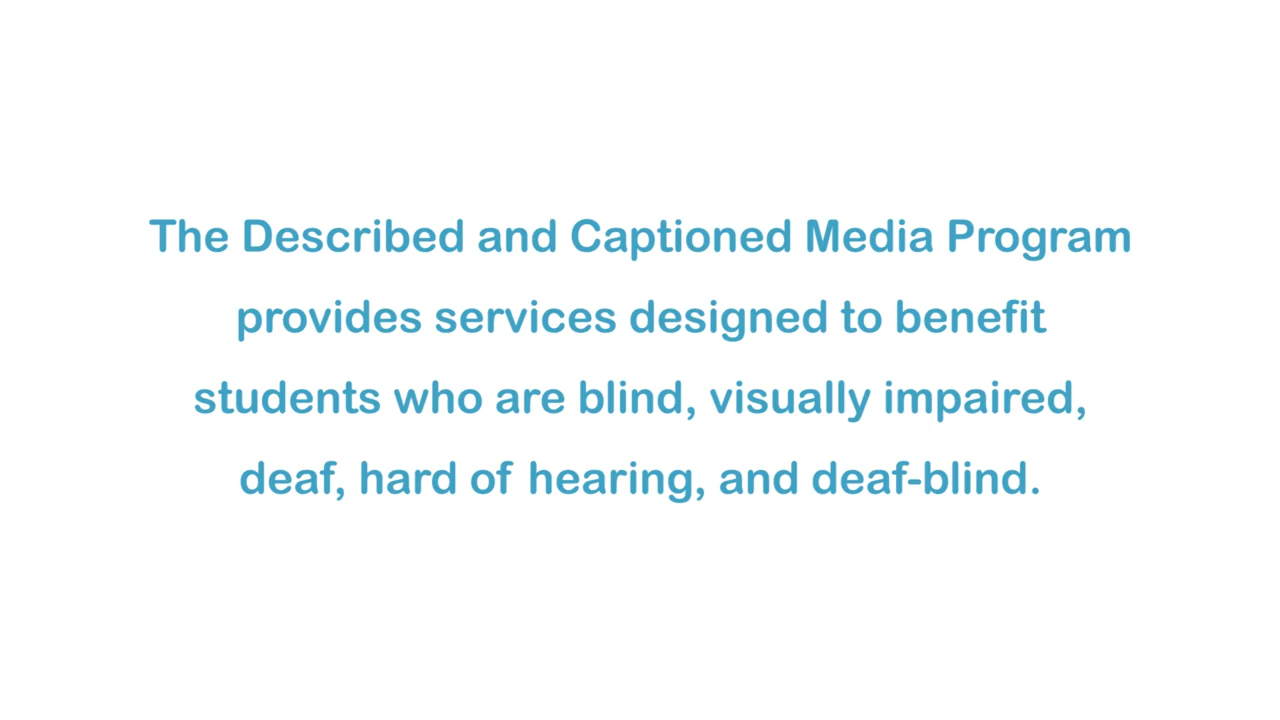 The Described and Captioned Media Program
provides services designed to benefit
students who are blind, visually impaired,
deaf, hard of hearing, and deaf-blind.